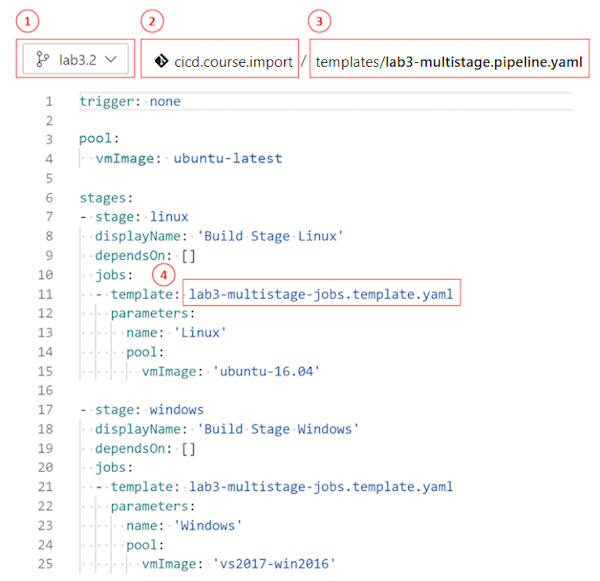 1 2 3
lab3.2 cicd.course.import / templates/lab3-multistage.pipeline.yaml
1 trigger: none
2
3 pool:
4   vmImage: ubuntu-latest
5
6 stages:
7 - stage: linux
8   displayName: 'Build Stage Linux'
9   dependsOn: []
10   jobs: 4
11   - template: lab3-multistage-jobs.template.yaml
12     parameters:
13       name: 'Linux'
14       pool:
15         vmImage: 'ubuntu-16.04'
16
17 - stage: windows
18   displayName: 'Build Stage Windows'
19   dependsOn: []
20   jobs:
21   - template: lab3-multistage-jobs.template.yaml
22     parameters:
23       name: 'Windows'
24       pool:
25         vmImage: 'vs2017-win2016'